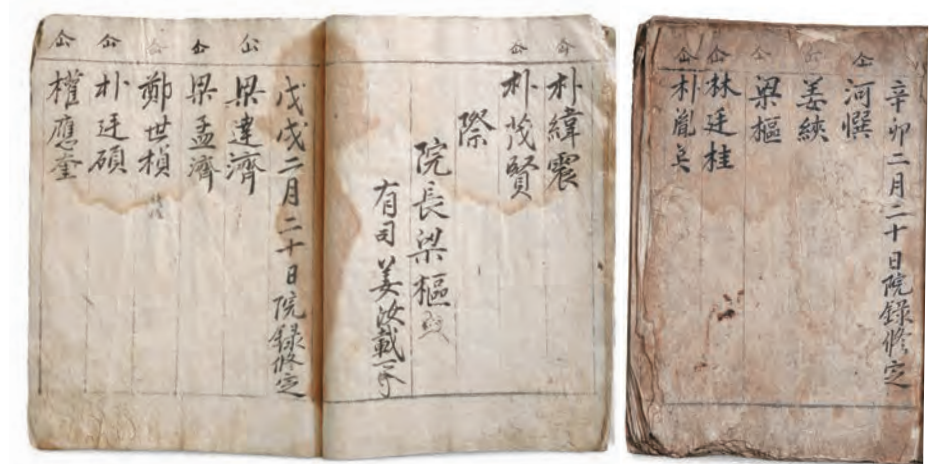 辛卯二月二十日院錄修定
河
姜綊
梁樞
林廷桂
朴胤
朴緯震
朴茂賢
際
院長梁樞
有司姜汝載
戊戌二月二十日院錄修定
梁達濟
梁孟濟
鄭世楨
朴廷碩
權應奎